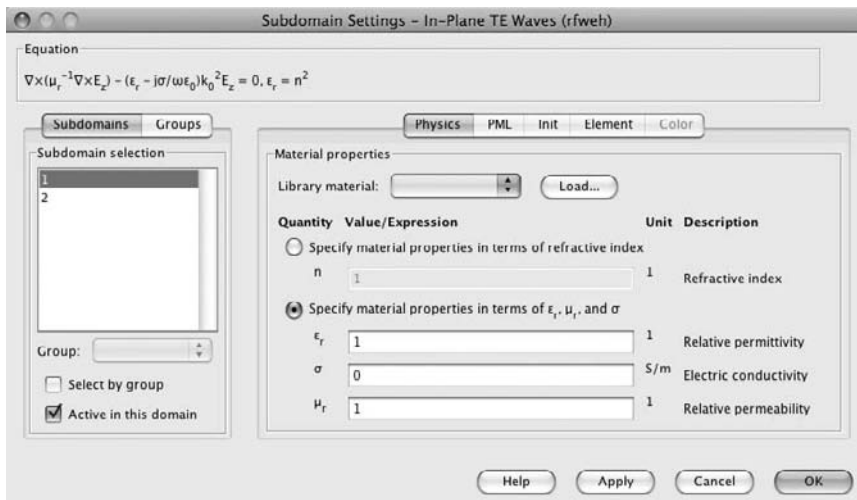 Subdomain Settings – In-Plane TE Waves (rfweh)
Equation
∇×(μᵣ⁻¹∇×E_z) – (εᵣ – jσ/ωε₀)k₀²E_z = 0, εᵣ = n²
Subdomains Groups
Subdomain selection
1
2
Group:
Select by group
Active in this domain
Physics PML Init Element Color
Material properties
Library material: Load...
Quantity Value/Expression Unit Description
Specify material properties in terms of refractive index
n 1 1 Refractive index
Specify material properties in terms of εᵣ, μᵣ, and σ
εᵣ 1 1 Relative permittivity
σ 0 S/m Electric conductivity
μᵣ 1 1 Relative permeability
Help Apply Cancel OK